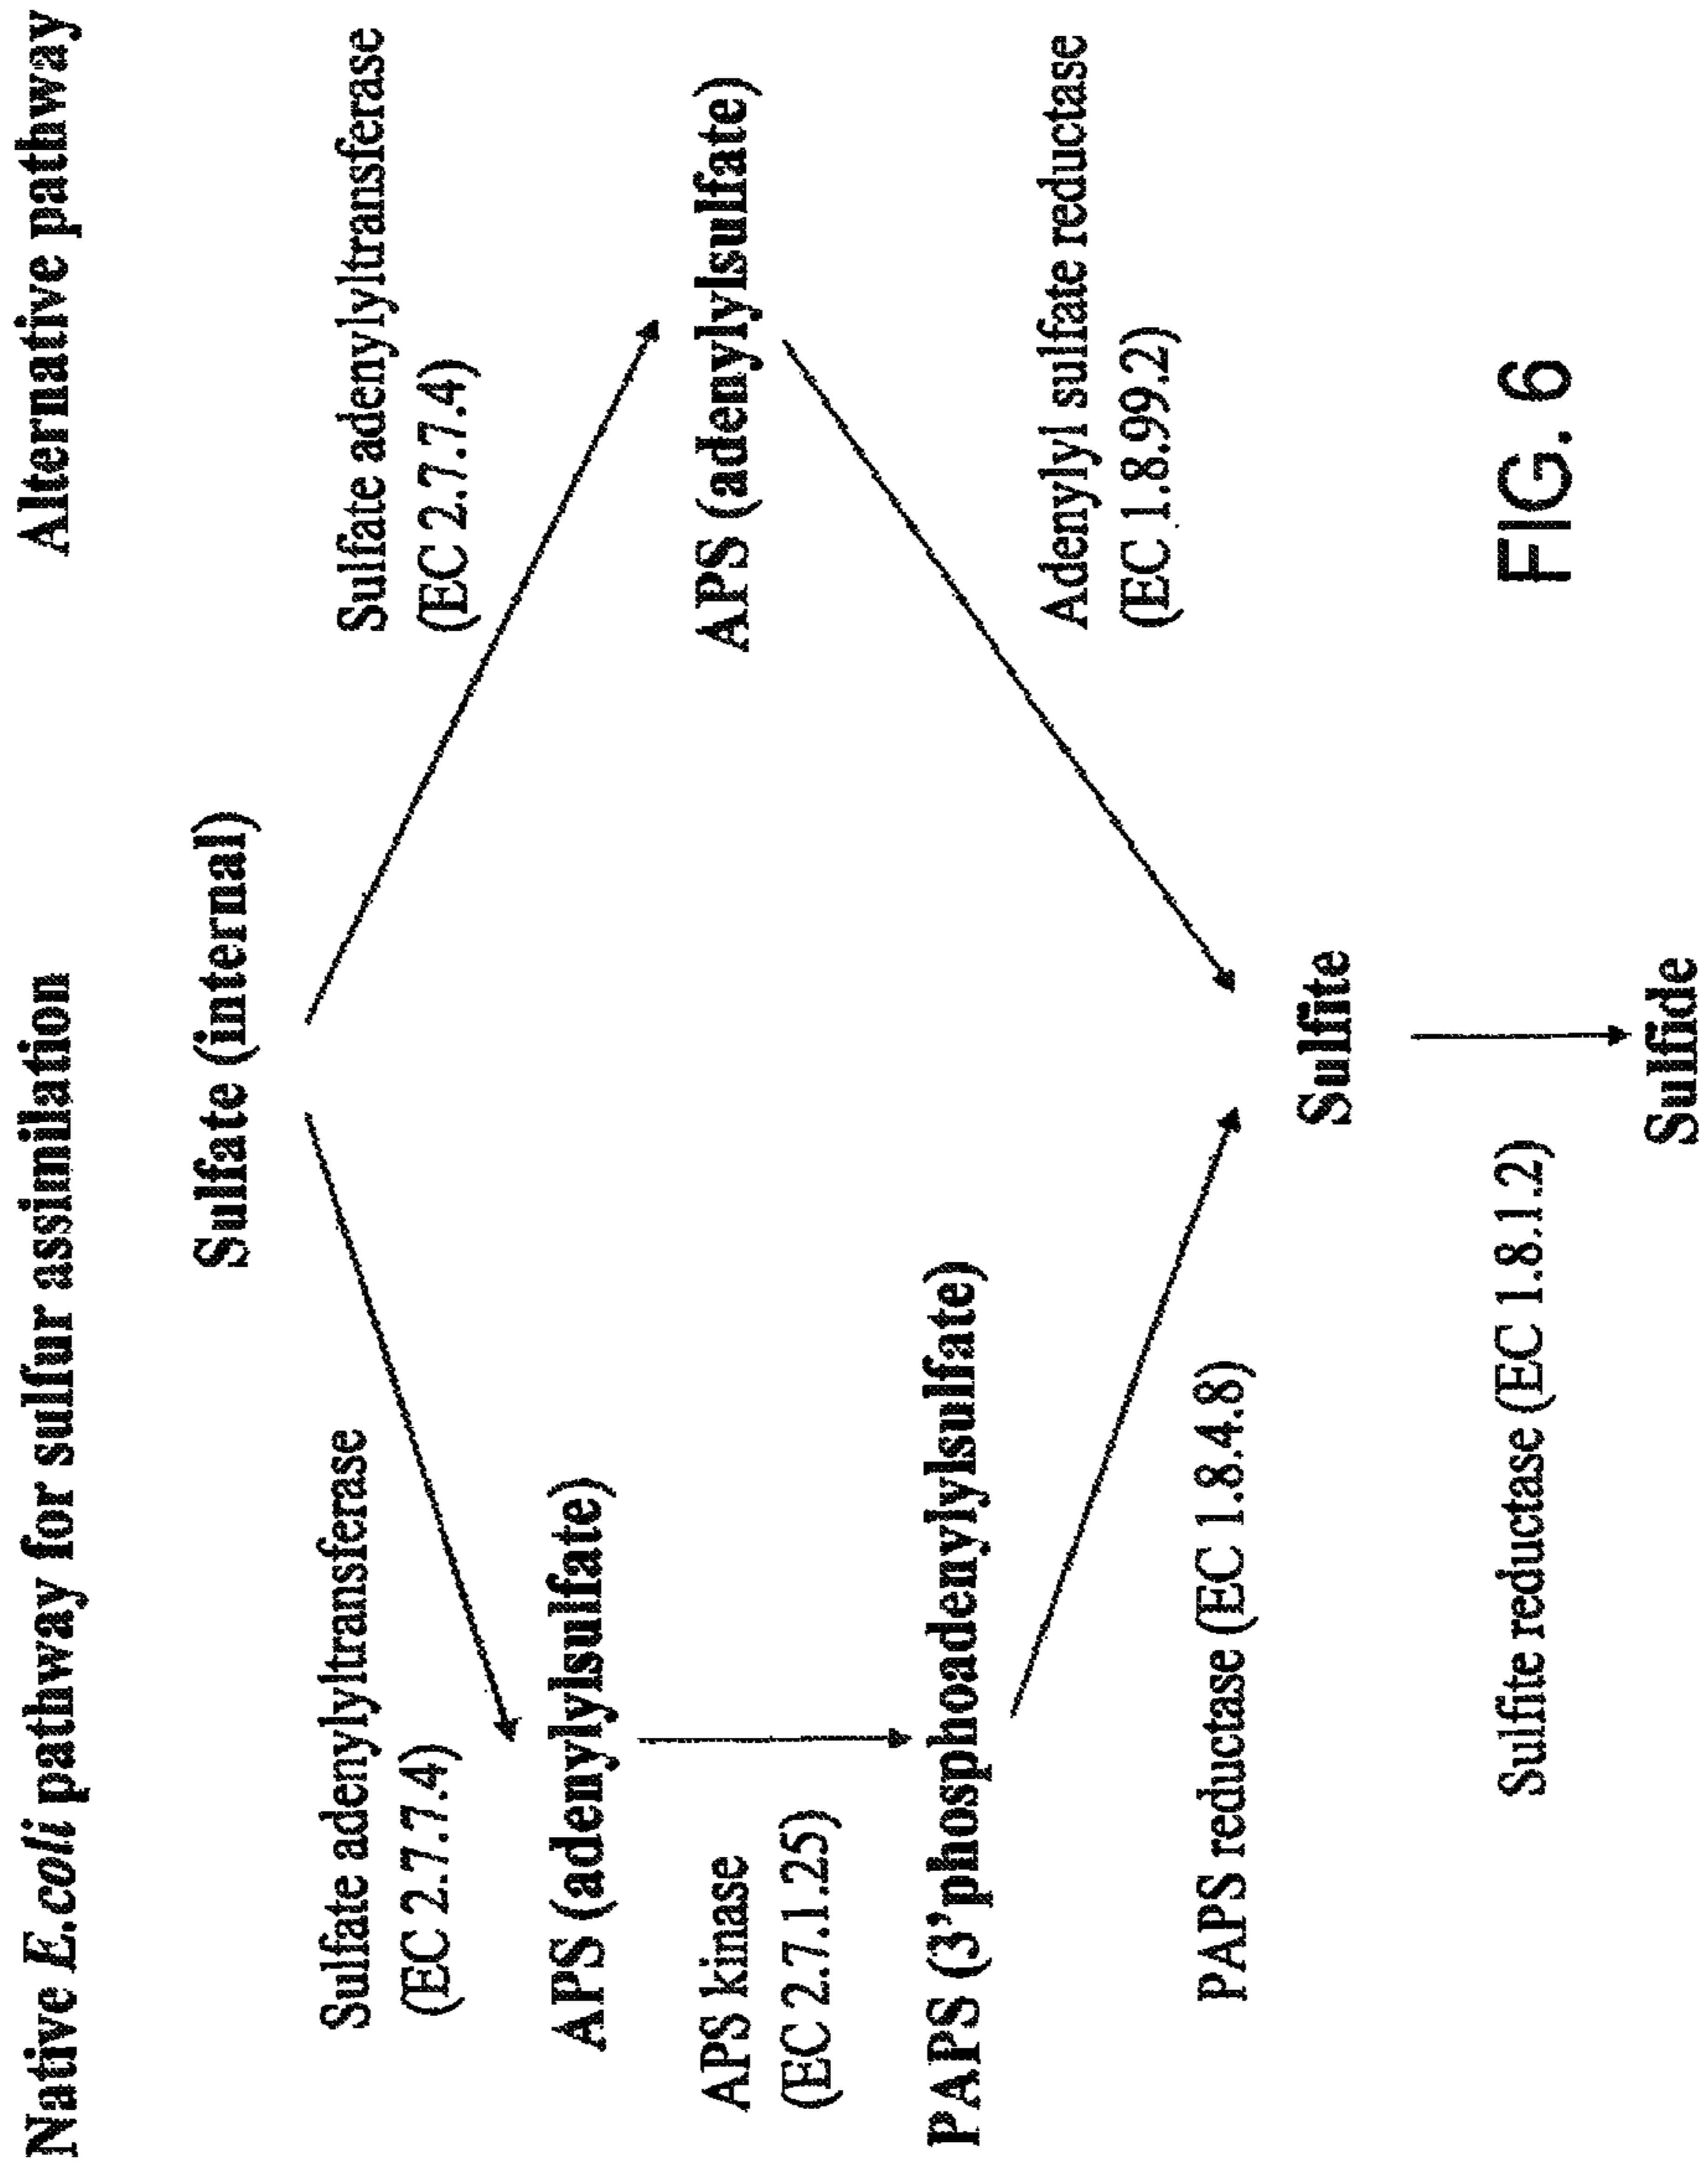 Native E.coli pathway for sulfur assimilation
Alternative pathway
Sulfate (internal)
Sulfate adenylyltransferase
(EC 2.7.7.4)
Sulfate adenylyltransferase
(EC 2.7.7.4)
APS (adenylylsulfate)
APS (adenylylsulfate)
APS kinase
(EC 2.7.1.25)
PAPS (3'phosphoadenylylsulfate)
Adenylyl sulfate reductase
(EC 1.8.99.2)
PAPS reductase (EC 1.8.4.8)
Sulfite
Sulfite reductase (EC 1.8.1.2)
Sulfide
FIG. 6